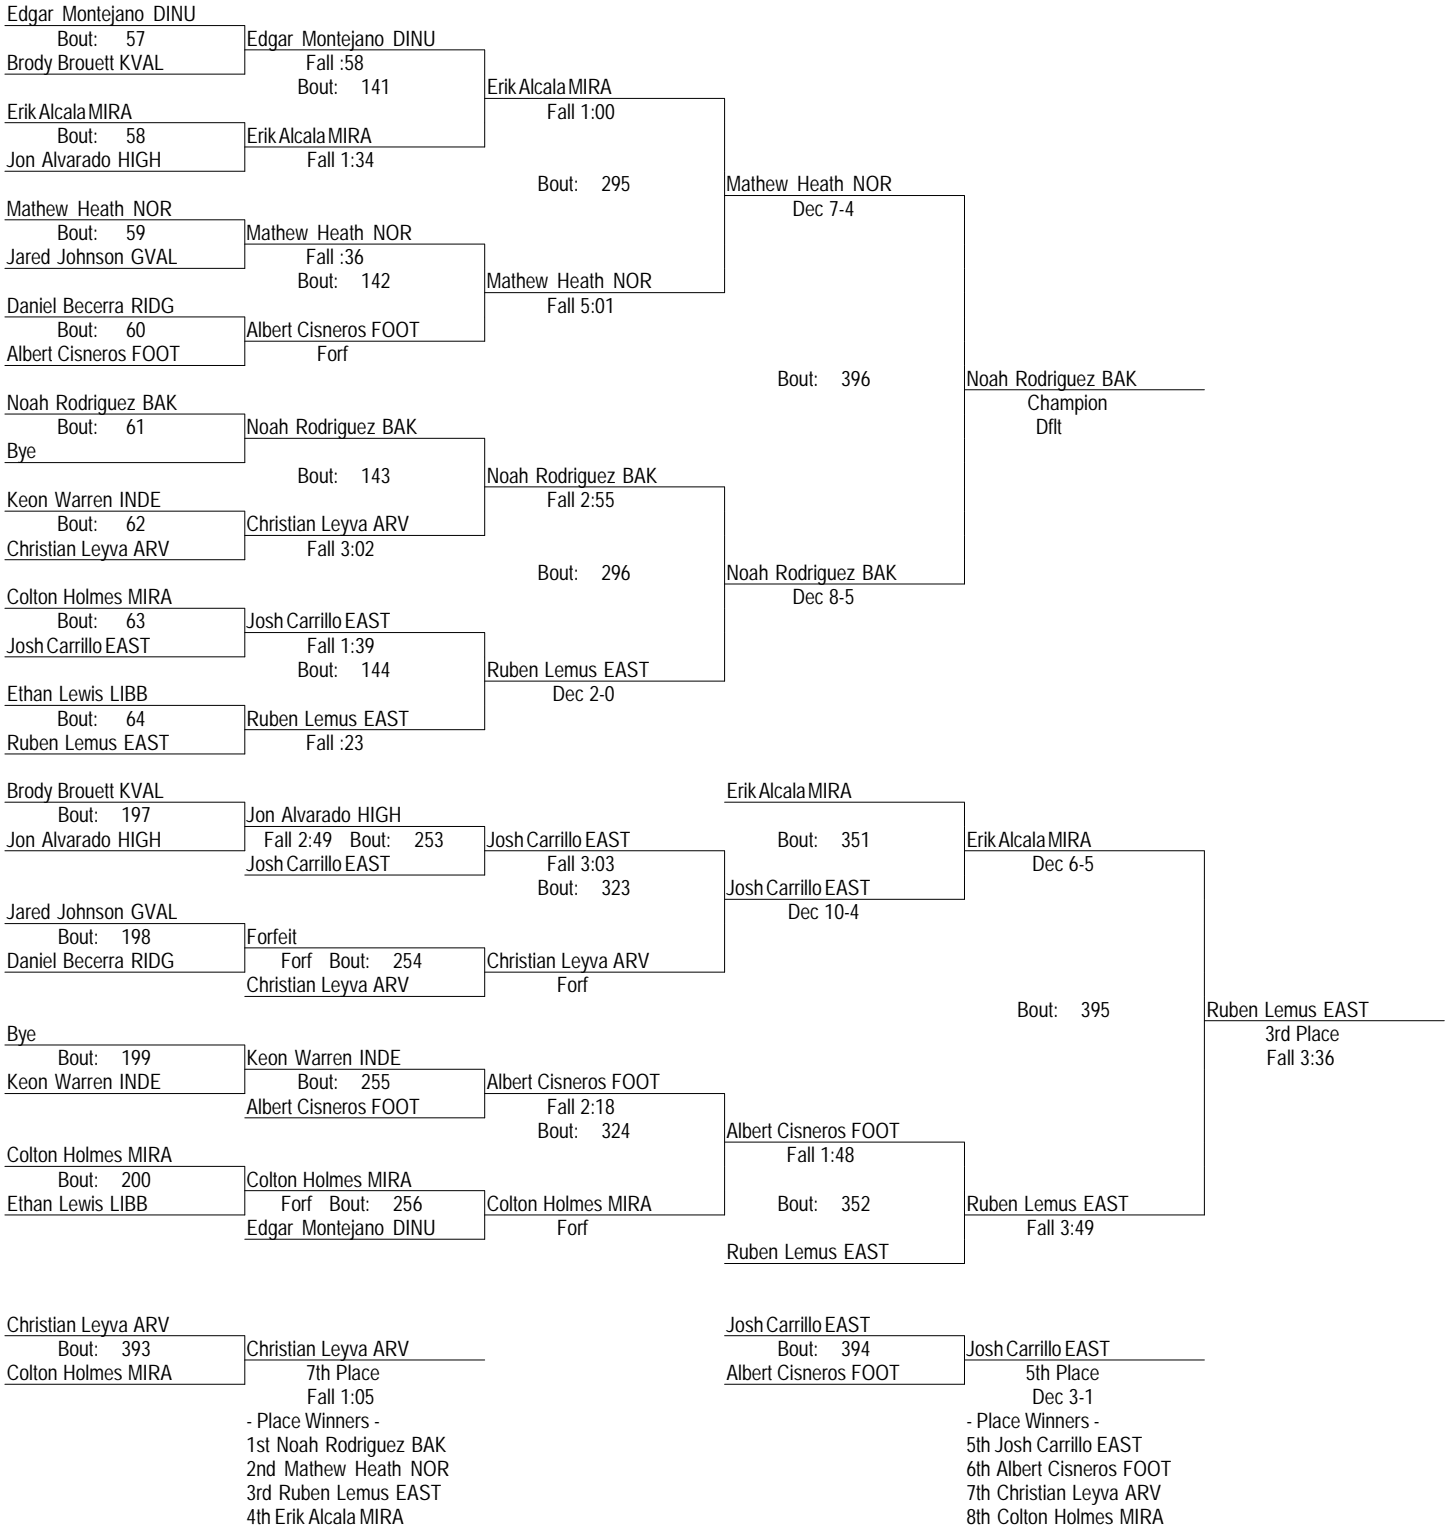 Edgar Montejano DINU
Bout: 57
Edgar Montejano DINU
Brody Brouett KVAL
Fall :58
Bout: 141
Erik Alcala MIRA
Erik Alcala MIRA
Fall 1:00
Bout: 58
Erik Alcala MIRA
Jon Alvarado HIGH
Fall 1:34
Bout: 295
Mathew Heath NOR
Mathew Heath NOR
Dec 7-4
Bout: 59
Mathew Heath NOR
Jared Johnson GVAL
Fall :36
Bout: 142
Mathew Heath NOR
Daniel Becerra RIDG
Fall 5:01
Bout: 60
Albert Cisneros FOOT
Albert Cisneros FOOT
Forf
Bout: 396
Noah Rodriguez BAK
Noah Rodriguez BAK
Champion
Bout: 61
Noah Rodriguez BAK
Dflt
Bye
Bout: 143
Noah Rodriguez BAK
Keon Warren INDE
Fall 2:55
Bout: 62
Christian Leyva ARV
Christian Leyva ARV
Fall 3:02
Bout: 296
Noah Rodriguez BAK
Colton Holmes MIRA
Dec 8-5
Bout: 63
Josh Carrillo EAST
Josh Carrillo EAST
Fall 1:39
Bout: 144
Ruben Lemus EAST
Ethan Lewis LIBB
Dec 2-0
Bout: 64
Ruben Lemus EAST
Ruben Lemus EAST
Fall :23
Brody Brouett KVAL
Erik Alcala MIRA
Bout: 197
Jon Alvarado HIGH
Jon Alvarado HIGH
Fall 2:49 Bout: 253
Josh Carrillo EAST
Bout: 351
Erik Alcala MIRA
Josh Carrillo EAST
Fall 3:03
Dec 6-5
Bout: 323
Josh Carrillo EAST
Jared Johnson GVAL
Dec 10-4
Bout: 198
Forfeit
Daniel Becerra RIDG
Forf Bout: 254
Christian Leyva ARV
Christian Leyva ARV
Forf
Bout: 395
Ruben Lemus EAST
Bye
3rd Place
Bout: 199
Keon Warren INDE
Fall 3:36
Keon Warren INDE
Bout: 255
Albert Cisneros FOOT
Albert Cisneros FOOT
Fall 2:18
Bout: 324
Albert Cisneros FOOT
Colton Holmes MIRA
Fall 1:48
Bout: 200
Colton Holmes MIRA
Ethan Lewis LIBB
Forf Bout: 256
Colton Holmes MIRA
Bout: 352
Ruben Lemus EAST
Edgar Montejano DINU
Forf
Fall 3:49
Ruben Lemus EAST
Christian Leyva ARV
Bout: 393
Christian Leyva ARV
Colton Holmes MIRA
7th Place
Fall 1:05
- Place Winners -
1st Noah Rodriguez BAK
2nd Mathew Heath NOR
3rd Ruben Lemus EAST
4th Erik Alcala MIRA
Josh Carrillo EAST
Bout: 394
Josh Carrillo EAST
Albert Cisneros FOOT
5th Place
Dec 3-1
- Place Winners -
5th Josh Carrillo EAST
6th Albert Cisneros FOOT
7th Christian Leyva ARV
8th Colton Holmes MIRA